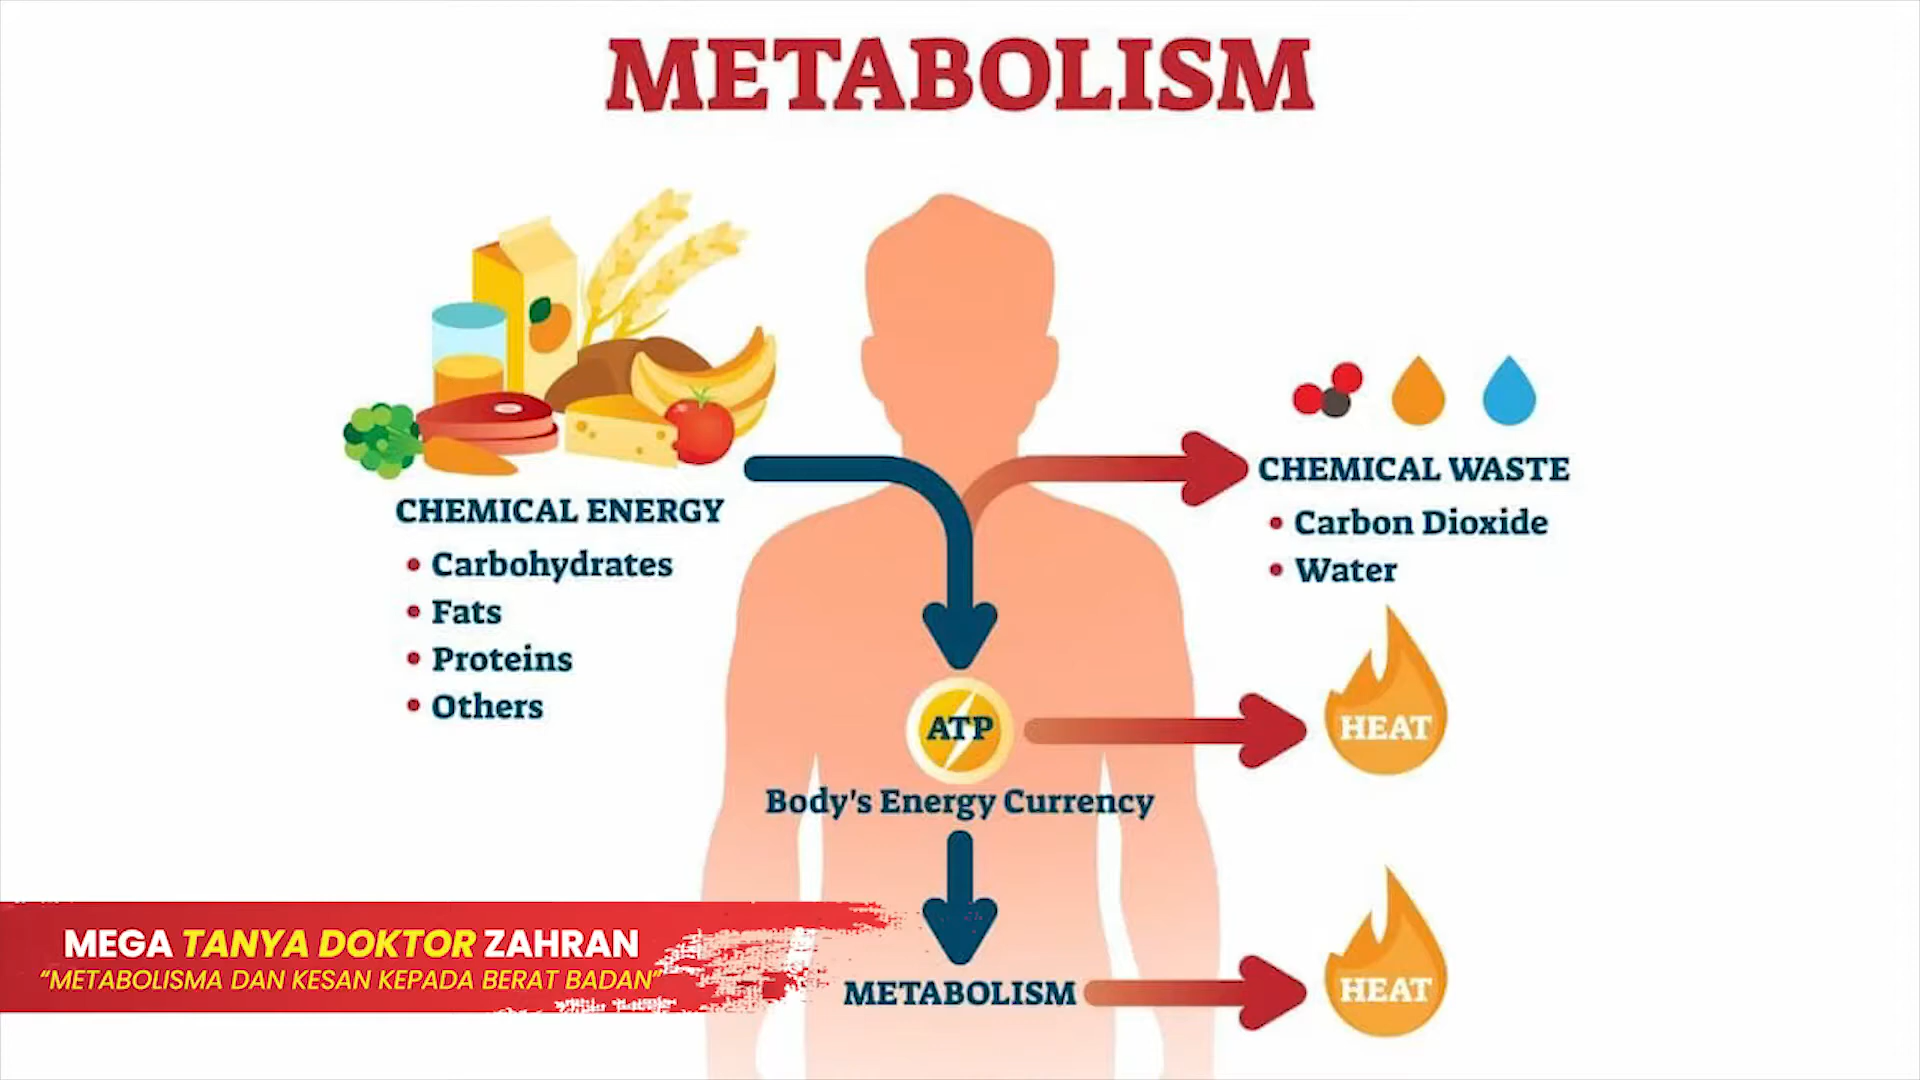 METABOLISM
CHEMICAL ENERGY
• Carbohydrates
• Fats
• Proteins
• Others
CHEMICAL WASTE
• Carbon Dioxide
• Water
ATP
HEAT
Body's Energy Currency
METABOLISM
HEAT
MEGA TANYA DOKTOR ZAHRAN
“METABOLISMA DAN KESAN KEPADA BERAT BADAN”